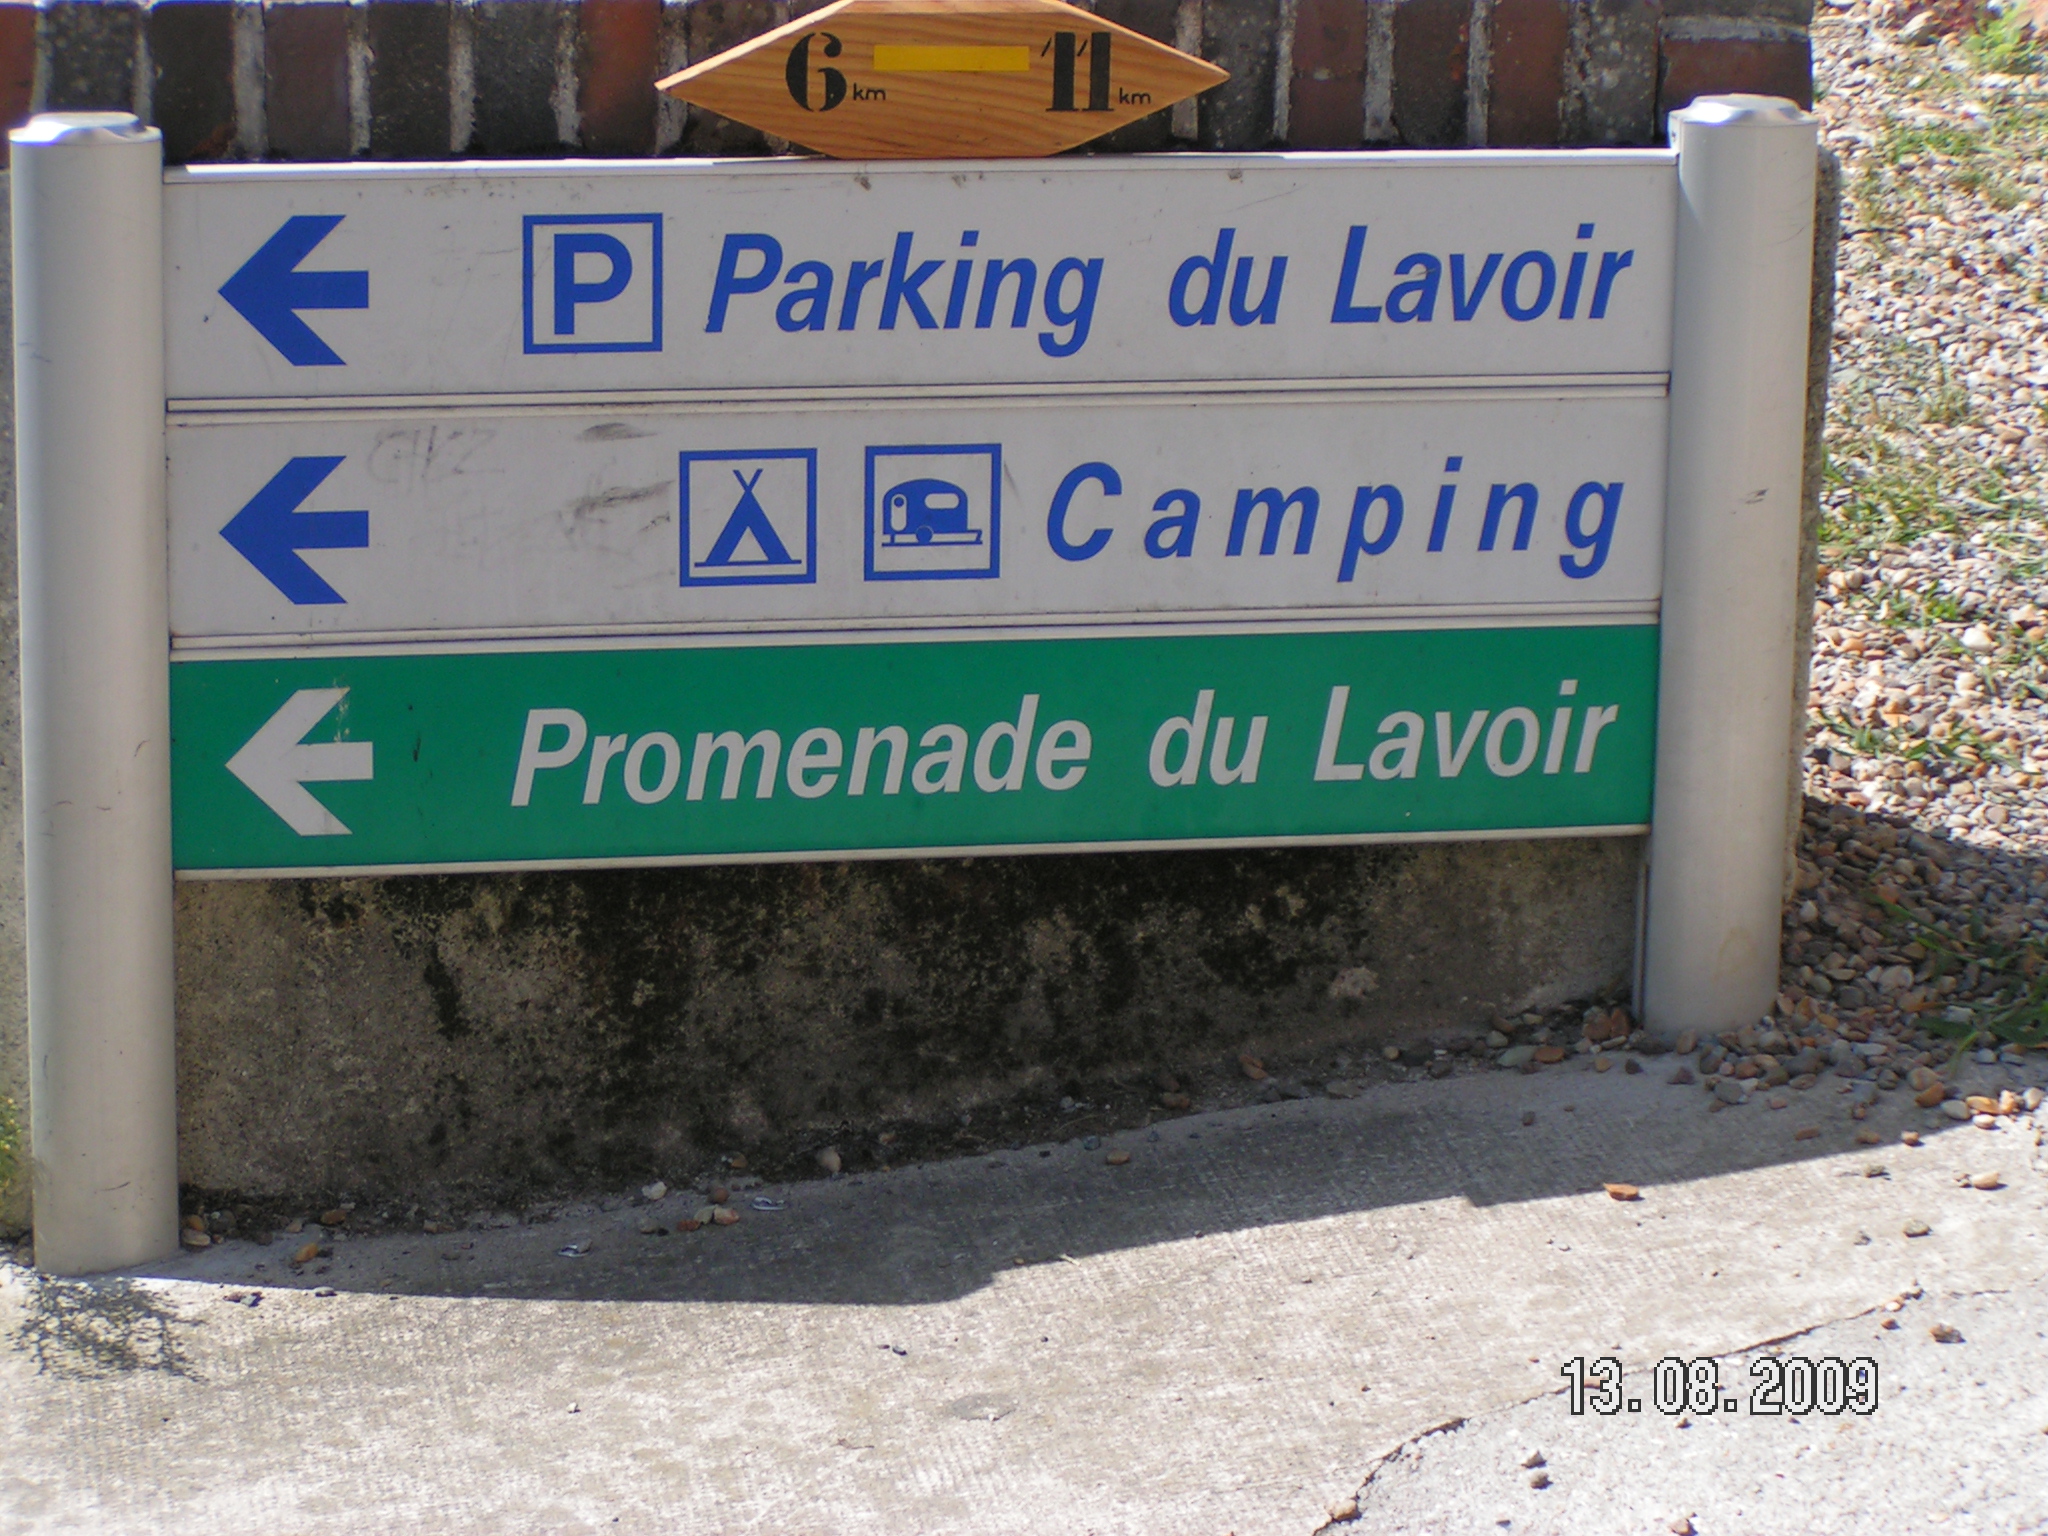 6 km 11 km
P Parking du Lavoir
Camping
Promenade du Lavoir
13.08.2009